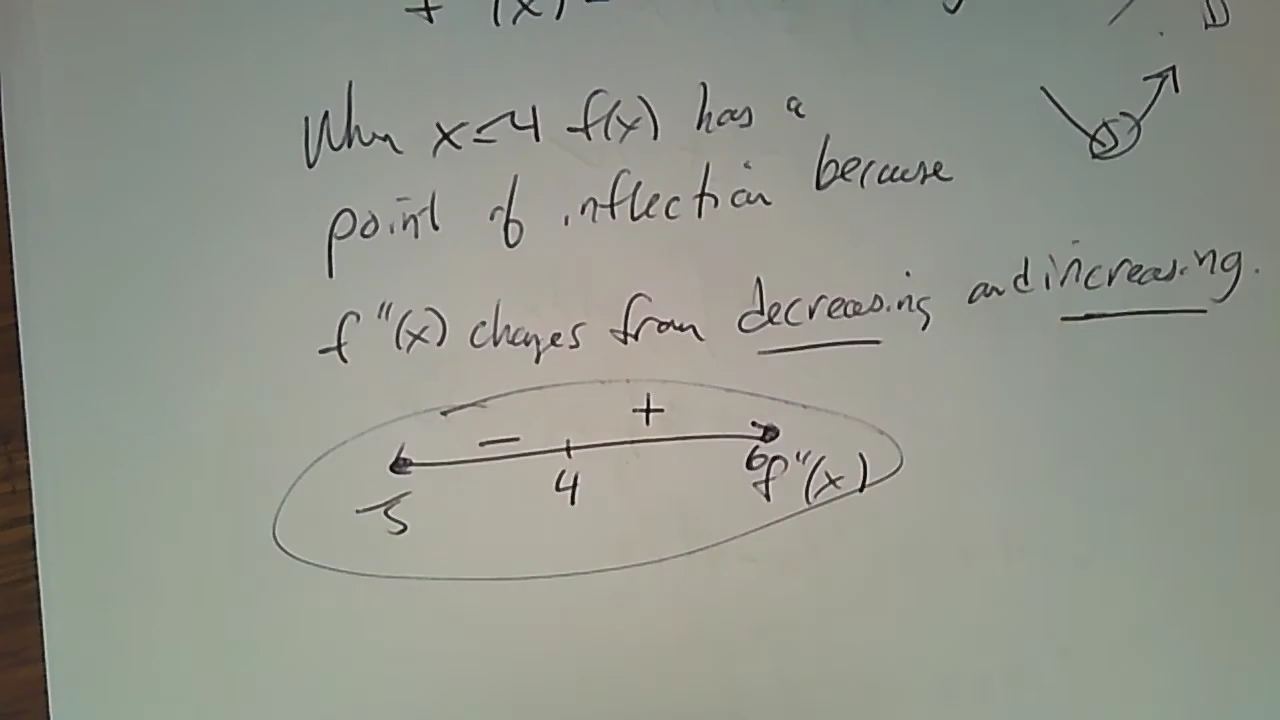 When x=4 f(x) has a
point of inflection because
f"(x) changes from decreasing and increasing.
− +
-5 4 6 f"(x)